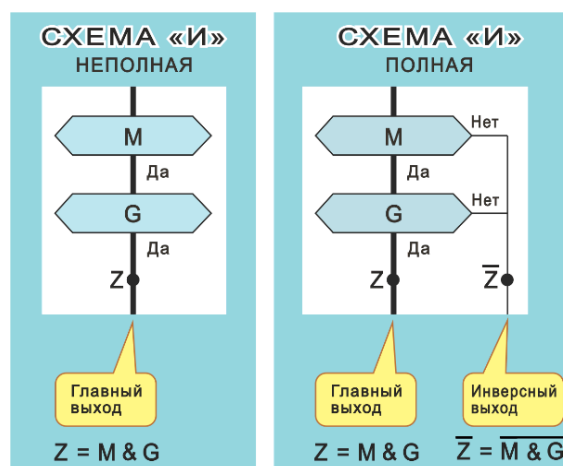 СХЕМА «И»
НЕПОЛНАЯ
M
Да
G
Да
Z
Главный
выход
Z = M & G
СХЕМА «И»
ПОЛНАЯ
M
Нет
Да
G
Нет
Да
Z
Z̅
Главный
выход
Инверсный
выход
Z = M & G
Z̅ = M̅ ̅&̅ ̅G̅